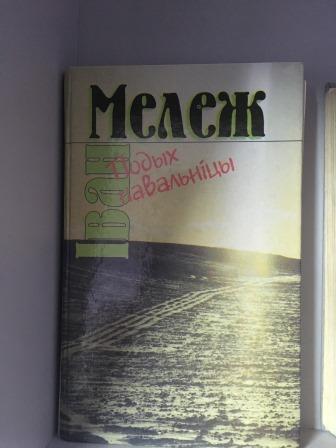 Іван
Мележ
Подых
навальніцы